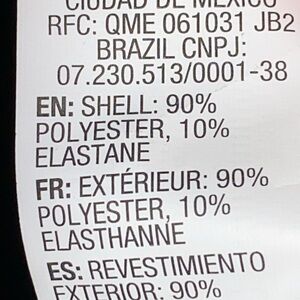 CIUDAD DE MÉXICO
RFC: QME 061031 JB2
BRAZIL CNPJ:
07.230.513/0001-38
EN: SHELL: 90%
POLYESTER, 10%
ELASTANE
FR: EXTÉRIEUR: 90%
POLYESTER, 10%
ELASTHANNE
ES: REVESTIMIENTO
EXTERIOR: 90%